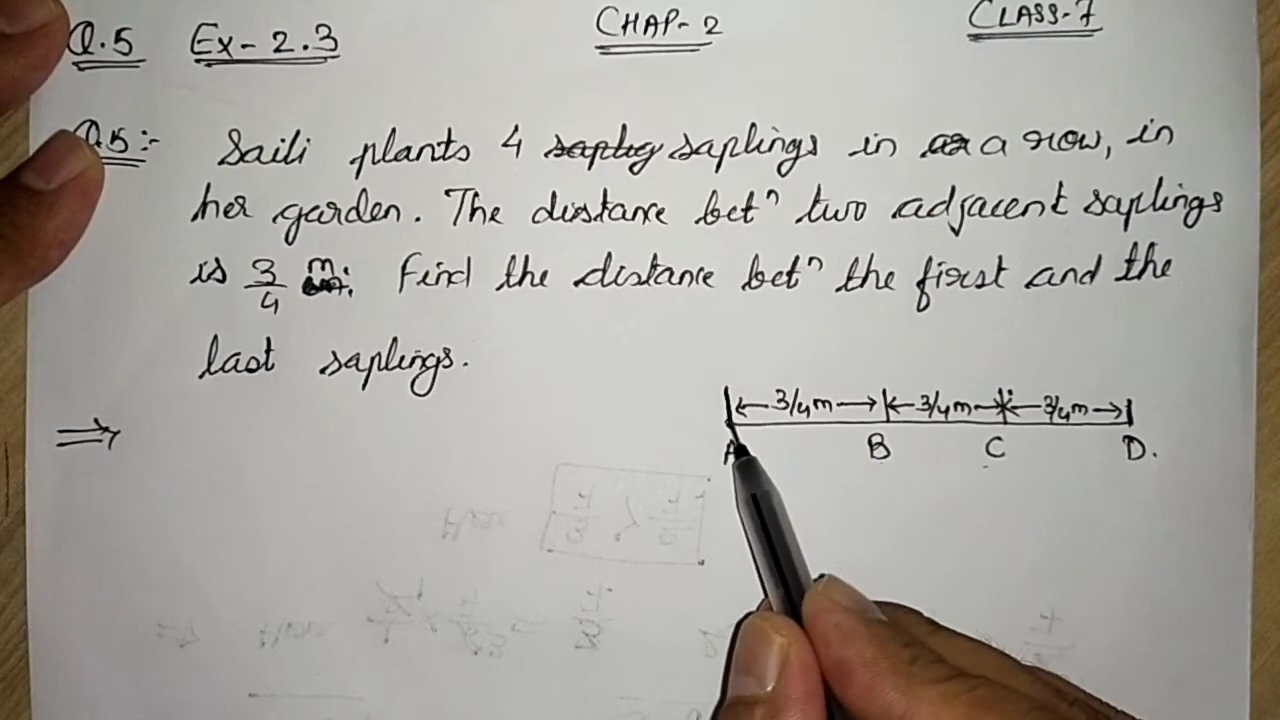 Q.5 Ex-2.3 CHAP-2 CLASS-7
Q.5:- Saili plants 4 saplings in a row, in
her garden. The distance betn two adjacent saplings
is 3/4 m. Find the distance betn the first and the
last saplings.
⇒
3/4m 3/4m 3/4m
A B C D.